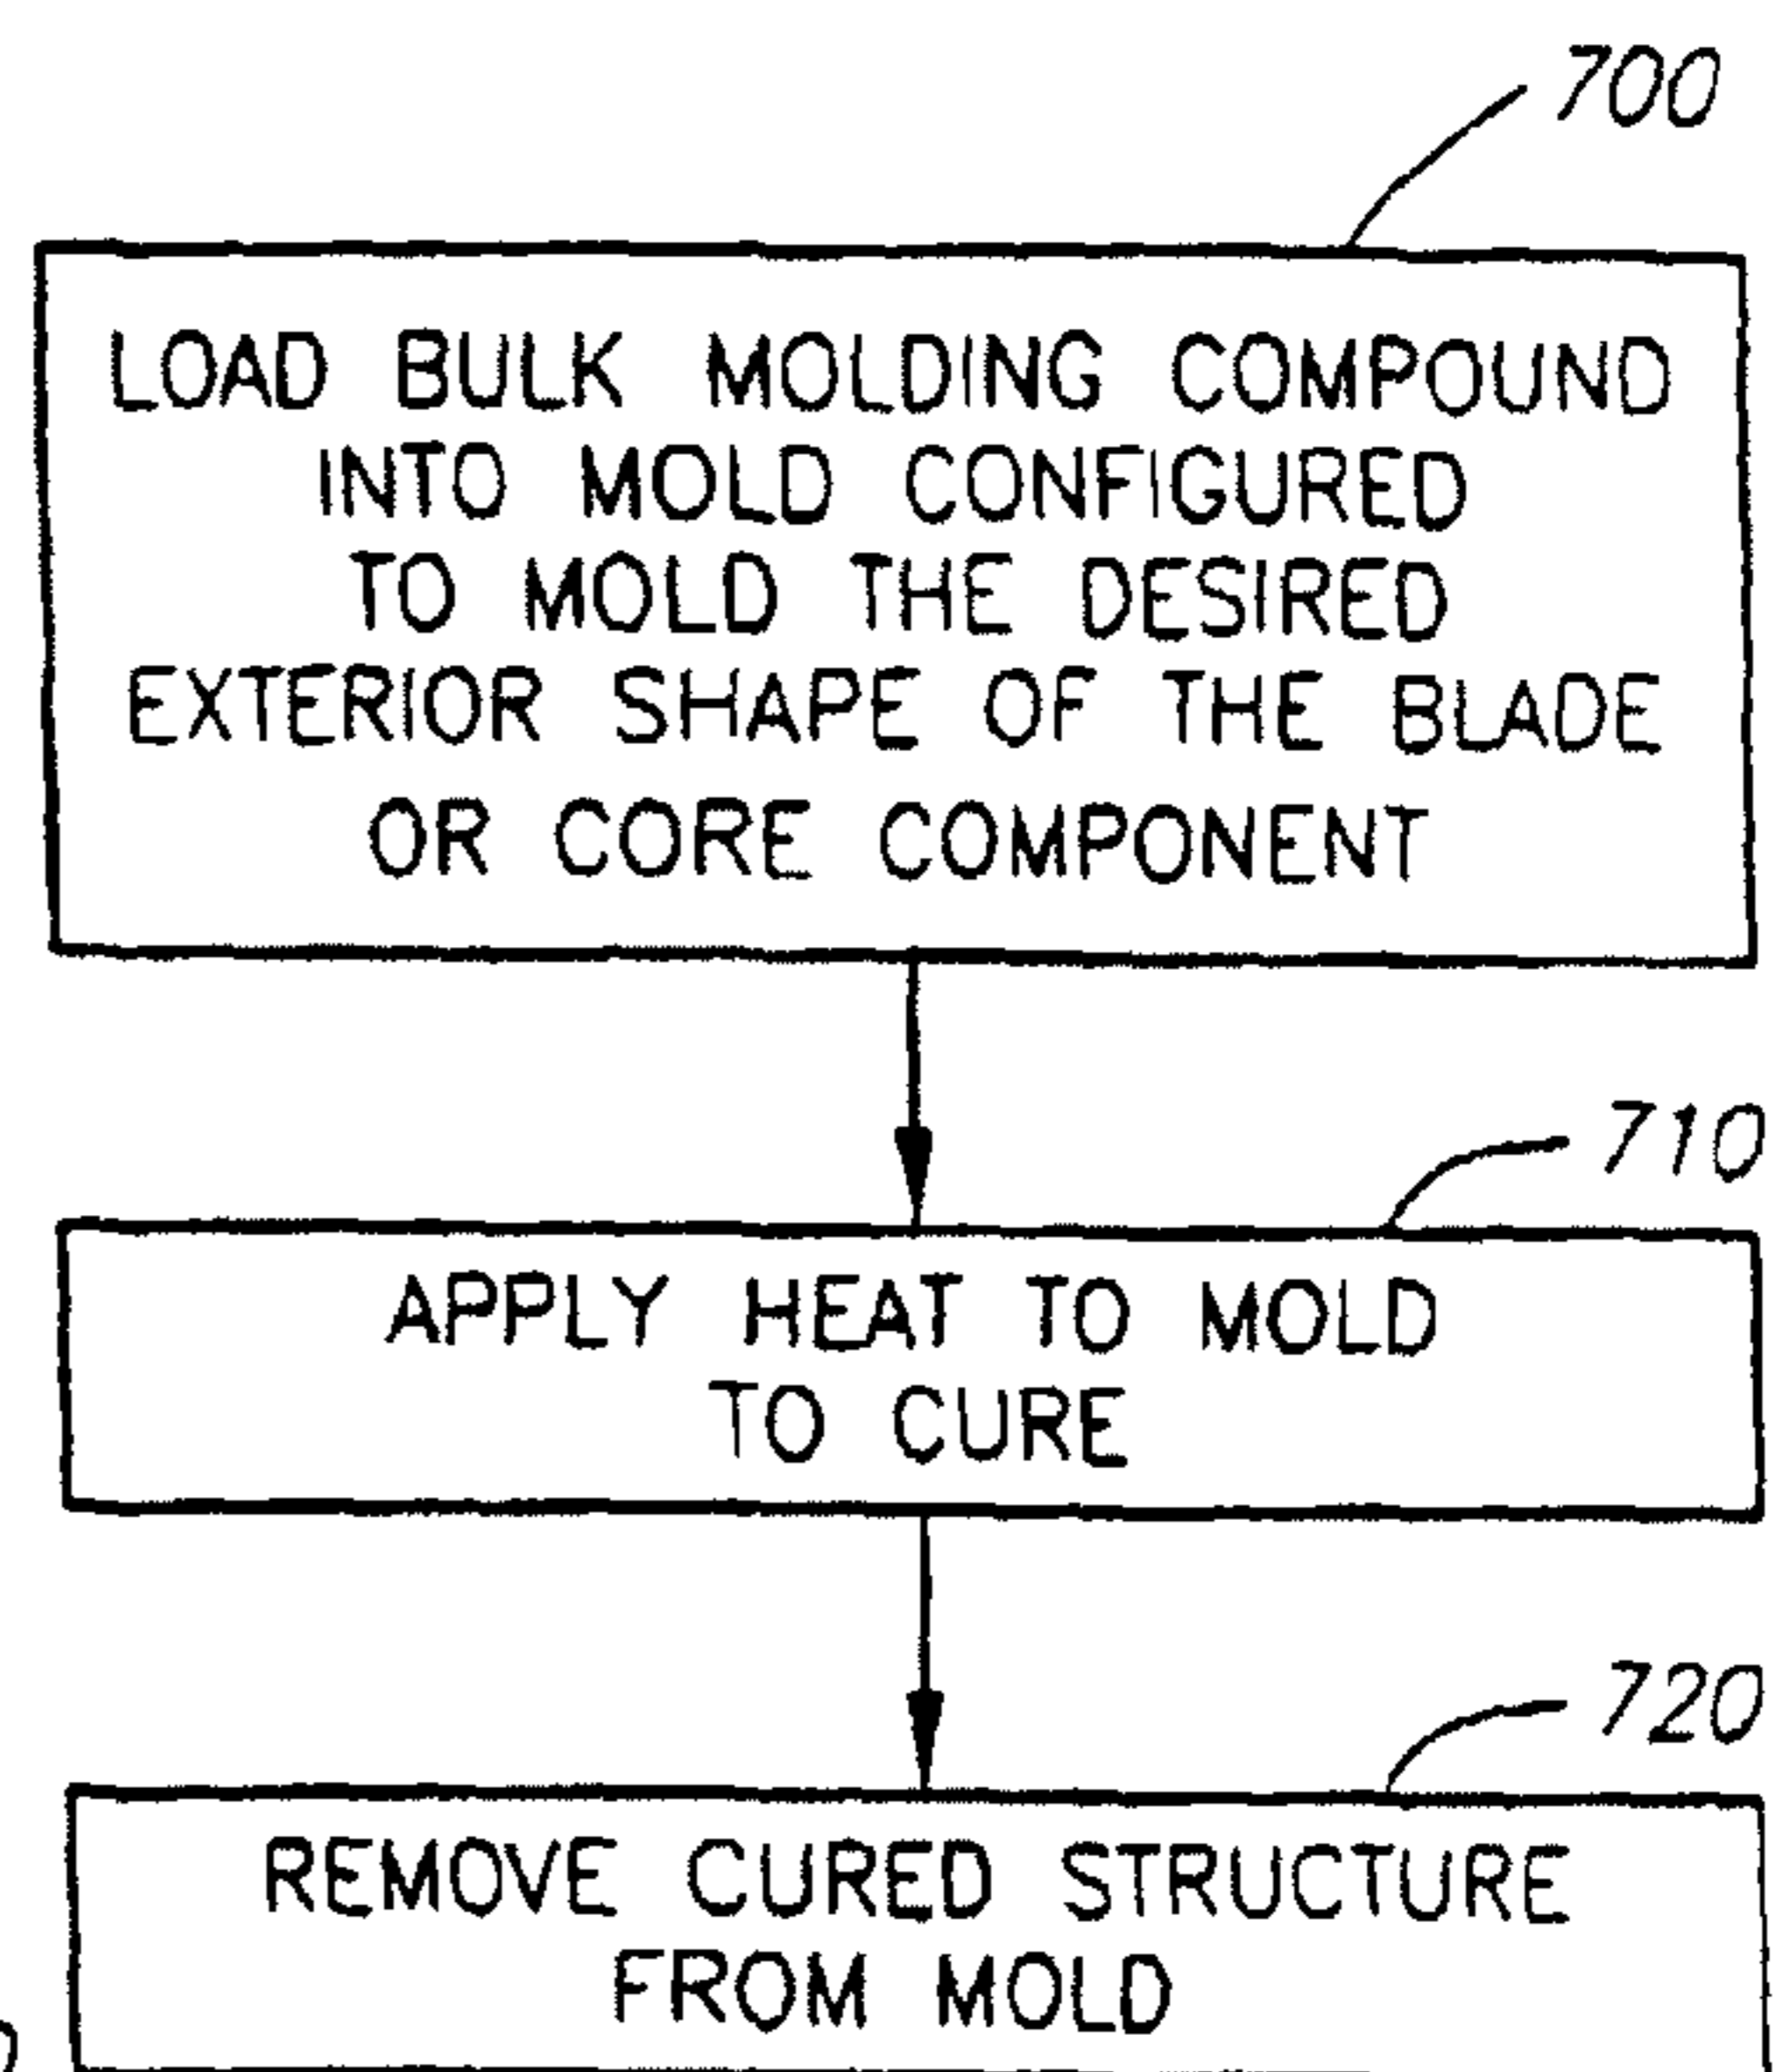 700
LOAD BULK MOLDING COMPOUND
INTO MOLD CONFIGURED
TO MOLD THE DESIRED
EXTERIOR SHAPE OF THE BLADE
OR CORE COMPONENT
710
APPLY HEAT TO MOLD
TO CURE
720
REMOVE CURED STRUCTURE
FROM MOLD